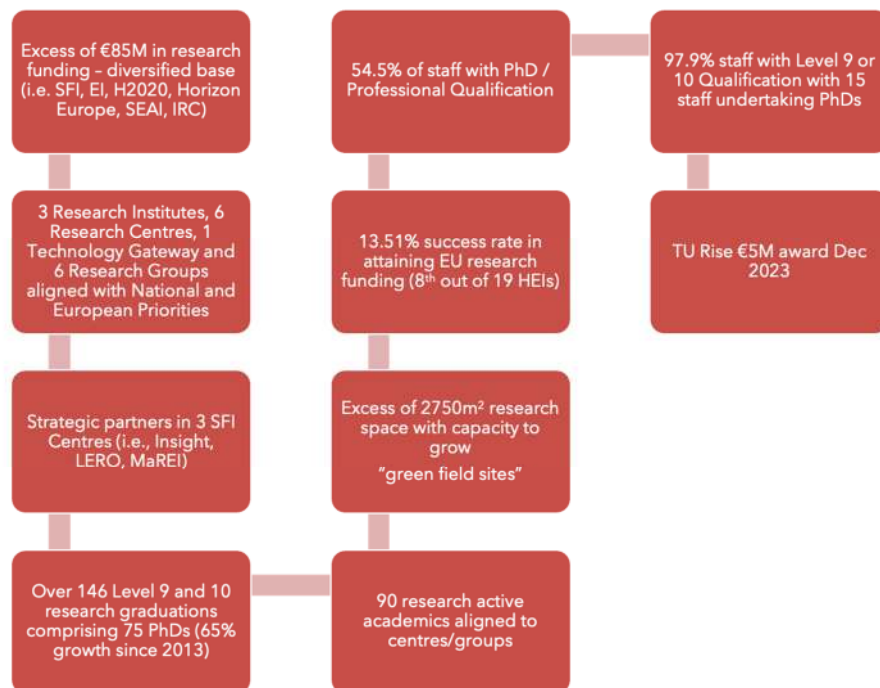 Excess of €85M in research
funding – diversified base
(i.e. SFI, EI, H2020, Horizon
Europe, SEAI, IRC)
3 Research Institutes, 6
Research Centres, 1
Technology Gateway and
6 Research Groups
aligned with National and
European Priorities
Strategic partners in 3 SFI
Centres (i.e., Insight,
LERO, MaREI)
Over 146 Level 9 and 10
research graduations
comprising 75 PhDs (65%
growth since 2013)
90 research active
academics aligned to
centres/groups
Excess of 2750m² research
space with capacity to
grow
"green field sites"
13.51% success rate in
attaining EU research
funding (8th out of 19 HEIs)
54.5% of staff with PhD /
Professional Qualification
97.9% staff with Level 9 or
10 Qualification with 15
staff undertaking PhDs
TU Rise €5M award Dec
2023